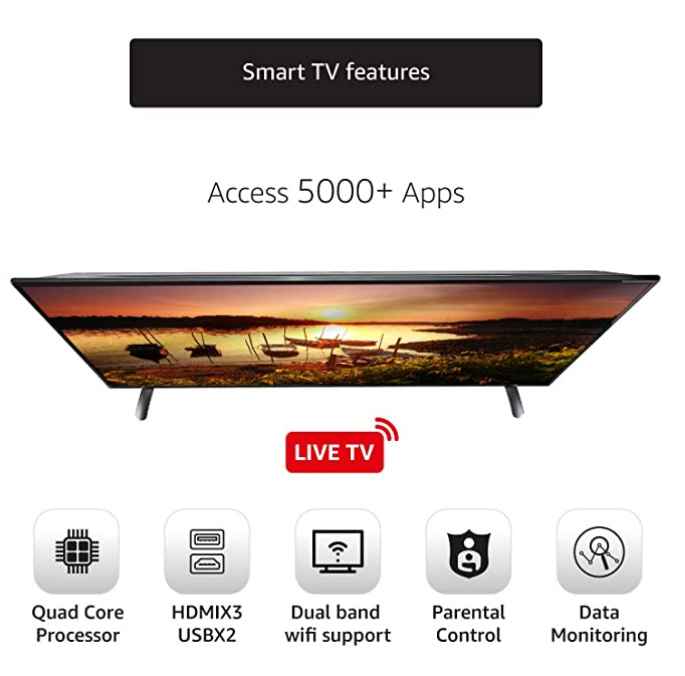 Smart TV features
Access 5000+ Apps
LIVE TV
Quad Core
Processor
HDMIX3
USBX2
Dual band
wifi support
Parental
Control
Data
Monitoring